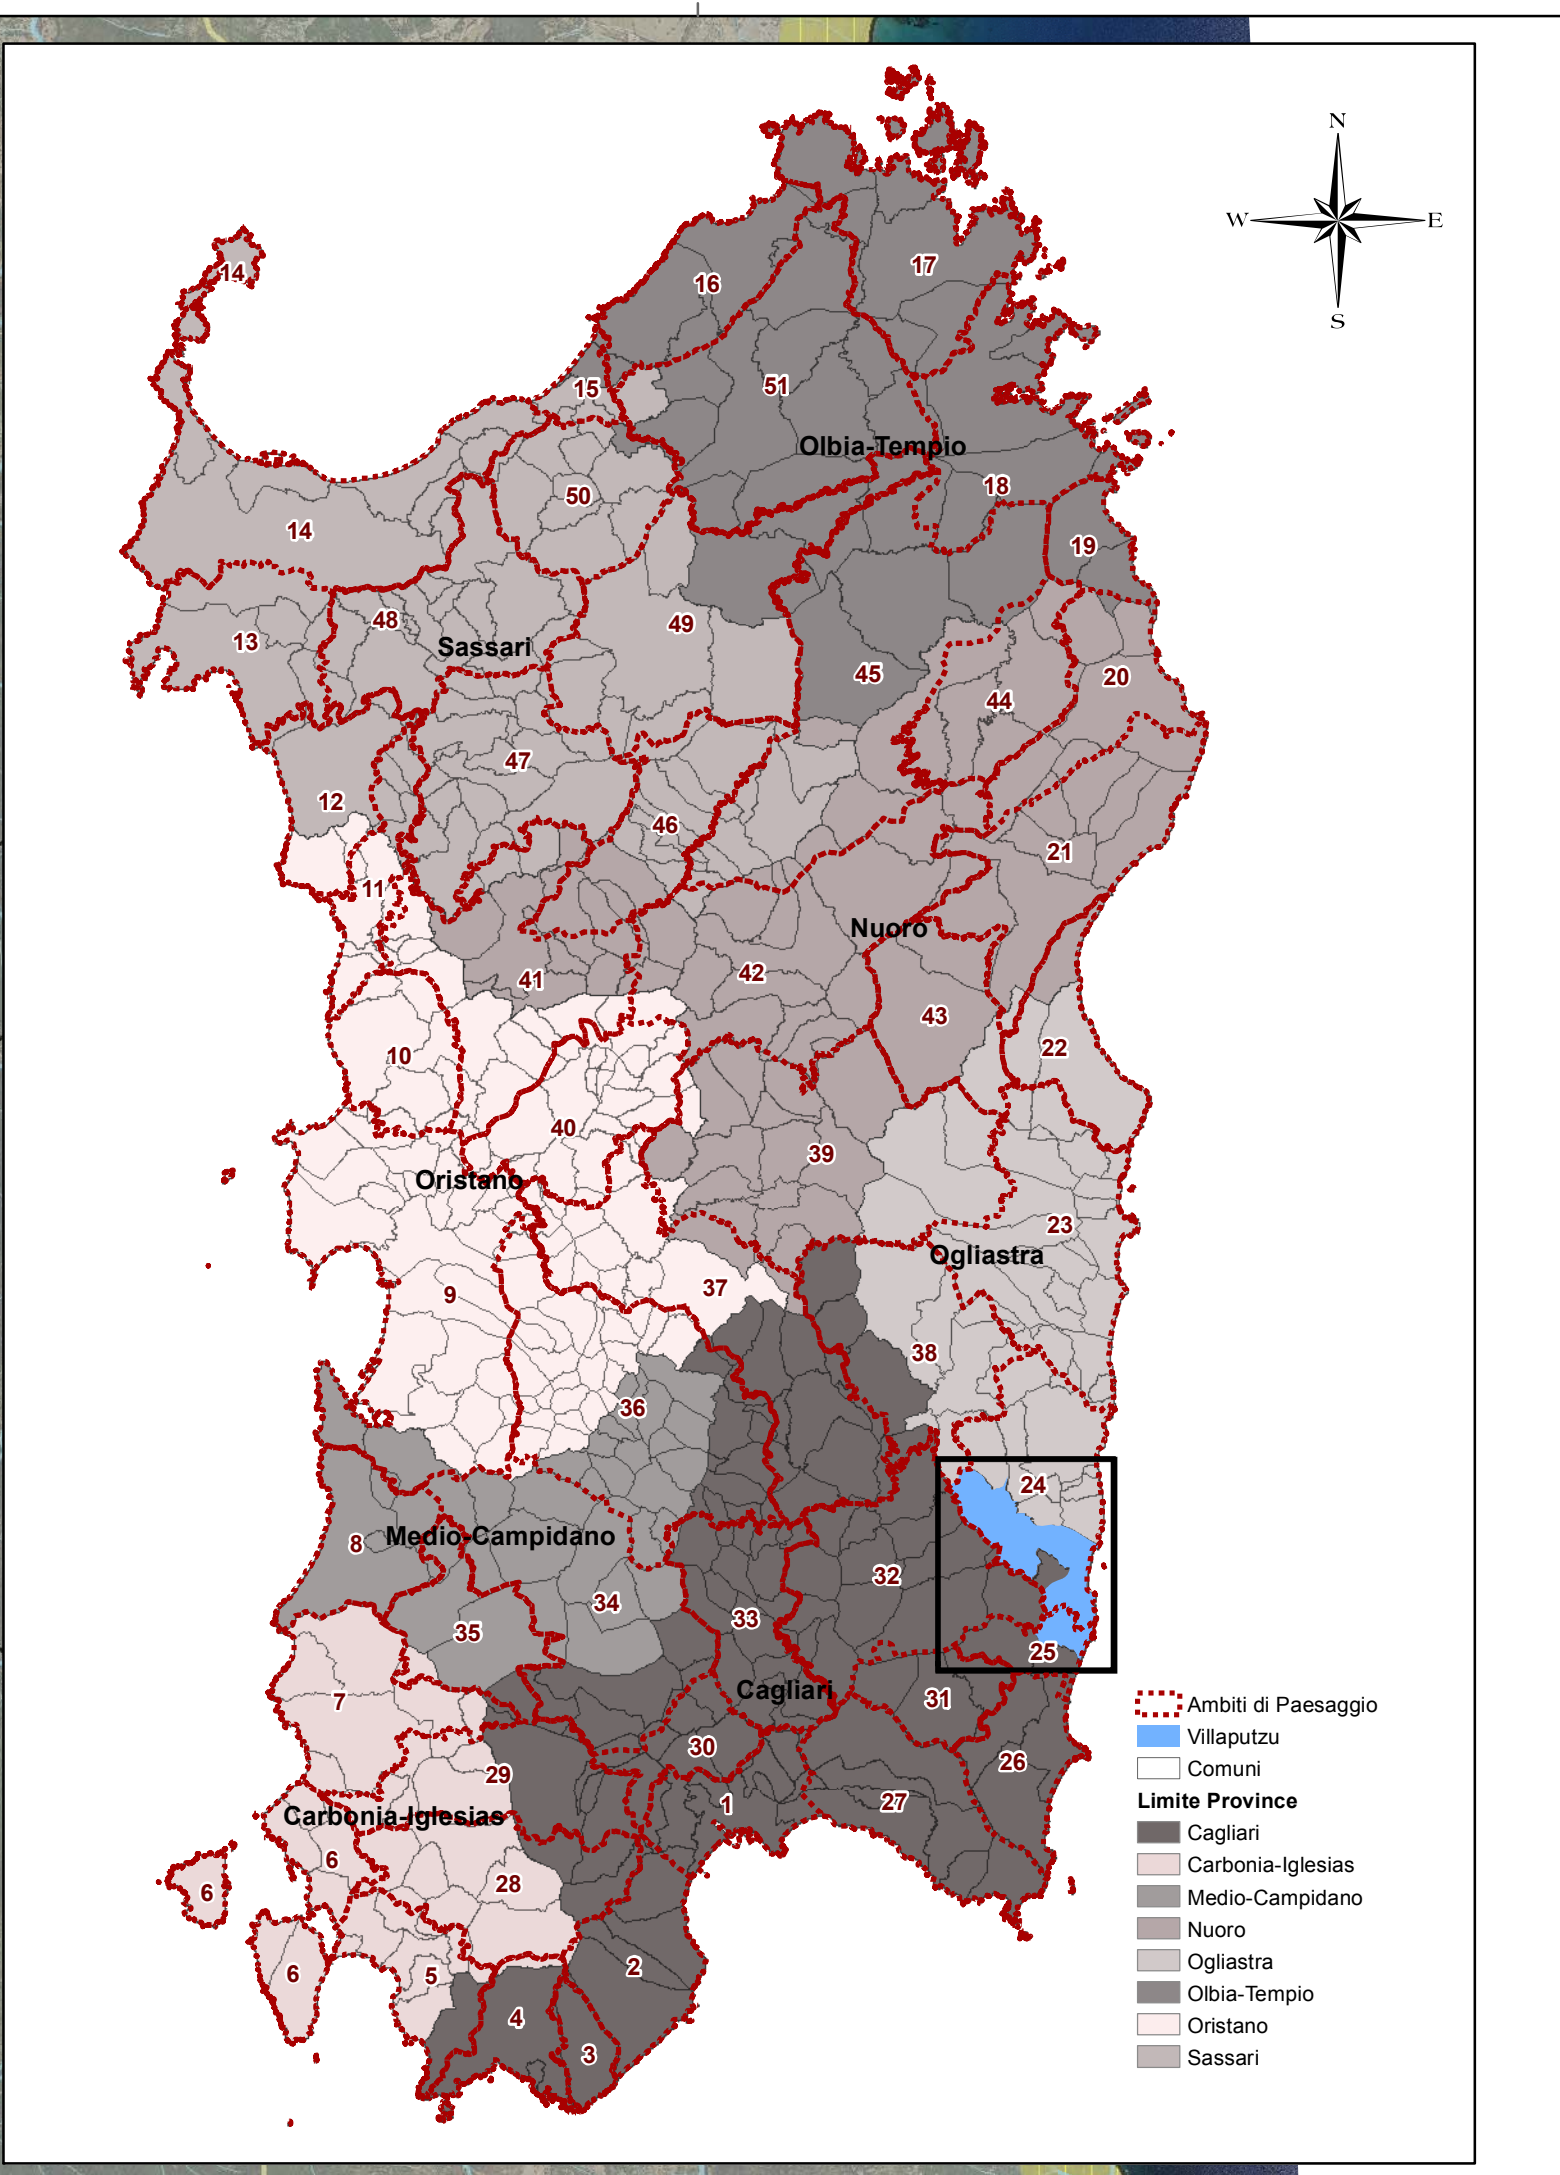 N
W
E
S
14
16
17
15
51
Olbia-Tempio
50
18
14
19
48
49
13
Sassari
45
20
44
47
12
46
21
11
Nuoro
42
41
43
10
22
40
39
Oristano
23
Ogliastra
37
9
38
36
24
Medio-Campidano
8
32
34
33
35
25
Cagliari
31
7
30
26
29
1
27
Carbonia-Iglesias
6
28
6
2
6
5
4
3
Ambiti di Paesaggio
Villaputzu
Comuni
Limite Province
Cagliari
Carbonia-Iglesias
Medio-Campidano
Nuoro
Ogliastra
Olbia-Tempio
Oristano
Sassari